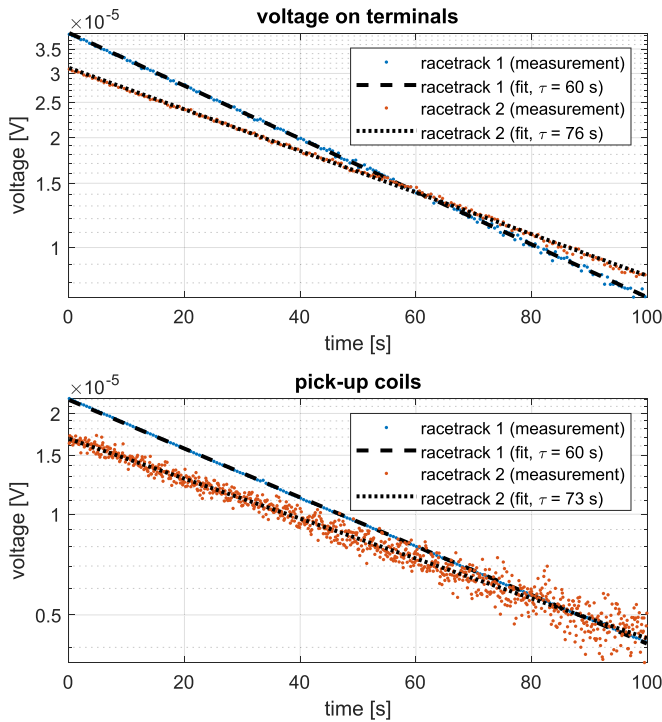 voltage on terminals
×10⁻⁵
3.5
3
2.5
2
1.5
1
voltage [V]
racetrack 1 (measurement)
racetrack 1 (fit, τ = 60 s)
racetrack 2 (measurement)
racetrack 2 (fit, τ = 76 s)
0 20 40 60 80 100
time [s]
pick-up coils
×10⁻⁵
2
1.5
1
0.5
voltage [V]
racetrack 1 (measurement)
racetrack 1 (fit, τ = 60 s)
racetrack 2 (measurement)
racetrack 2 (fit, τ = 73 s)
0 20 40 60 80 100
time [s]